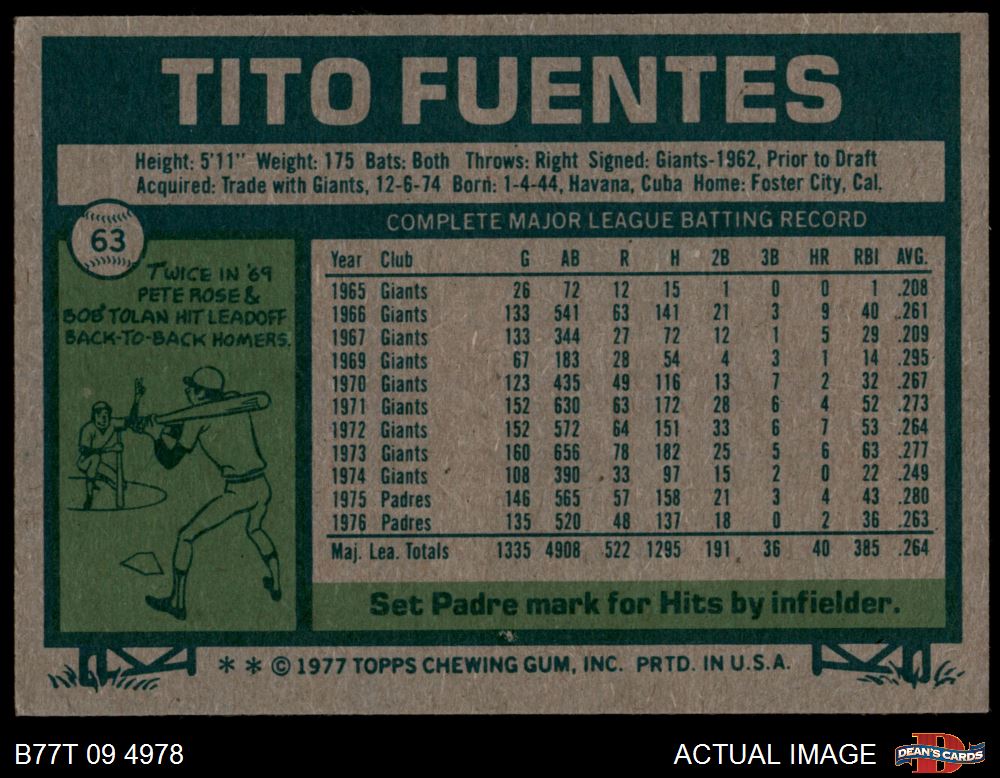 TITO FUENTES
Height: 5'11" Weight: 175 Bats: Both Throws: Right Signed: Giants-1962, Prior to Draft
Acquired: Trade with Giants, 12-6-74 Born: 1-4-44, Havana, Cuba Home: Foster City, Cal.
63
TWICE IN '69
PETE ROSE &
BOB TOLAN HIT LEADOFF
BACK-TO-BACK HOMERS.
COMPLETE MAJOR LEAGUE BATTING RECORD
Year Club G AB R H 2B 3B HR RBI AVG.
1965 Giants 26 72 12 15 1 0 0 1 .208
1966 Giants 133 541 63 141 21 3 9 40 .261
1967 Giants 133 344 27 72 12 1 5 29 .209
1969 Giants 67 183 28 54 4 3 1 14 .295
1970 Giants 123 435 49 116 13 7 2 32 .267
1971 Giants 152 630 63 172 28 6 4 52 .273
1972 Giants 152 572 64 151 33 6 7 53 .264
1973 Giants 160 656 78 182 25 5 6 63 .277
1974 Giants 108 390 33 97 15 2 0 22 .249
1975 Padres 146 565 57 158 21 3 4 43 .280
1976 Padres 135 520 48 137 18 0 2 36 .263
Maj. Lea. Totals 1335 4908 522 1295 191 36 40 385 .264
Set Padre mark for Hits by infielder.
* * © 1977 TOPPS CHEWING GUM, INC. PRTD. IN U.S.A.
B77T 09 4978
ACTUAL IMAGE
D
DEAN'S CARDS